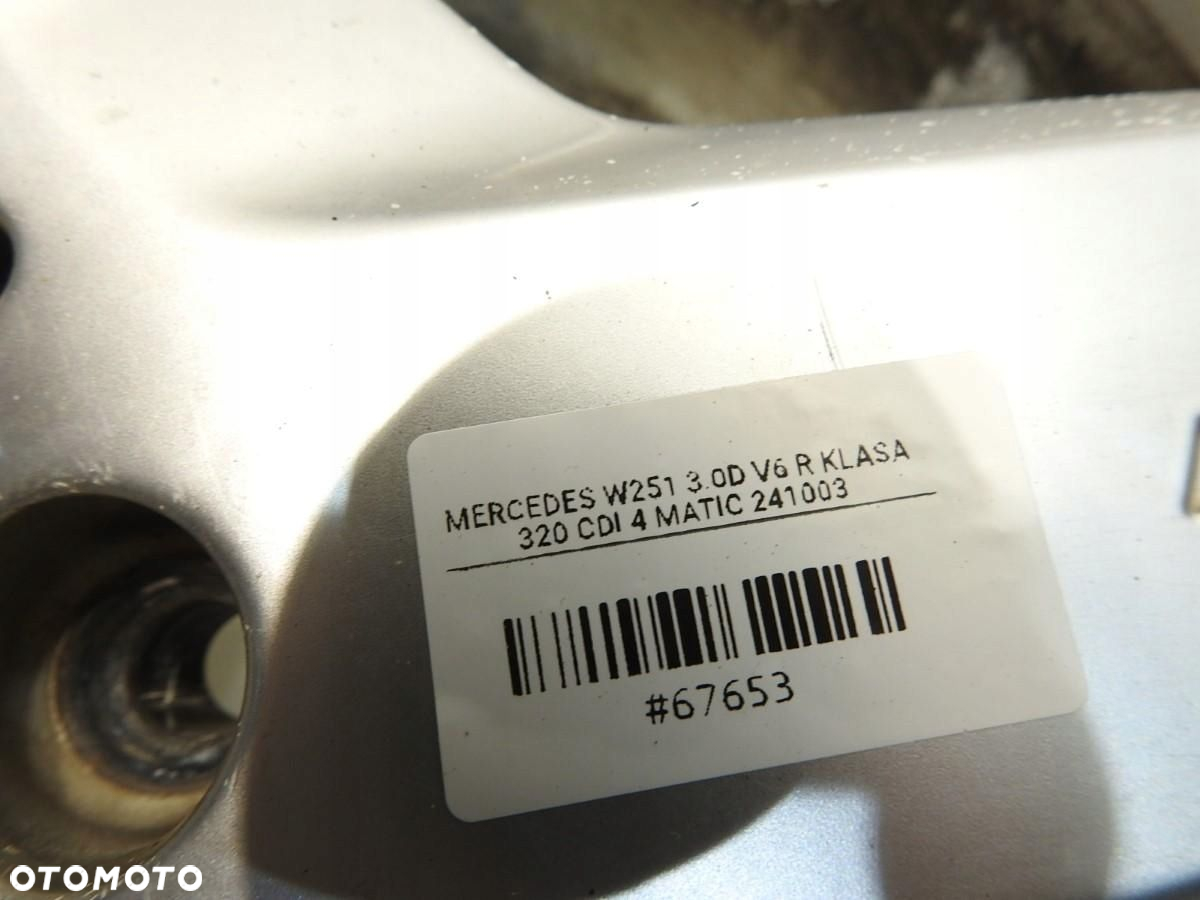 MERCEDES W251 3.0D V6 R KLASA
320 CDI 4 MATIC 241003
#67653
OTOMOTO